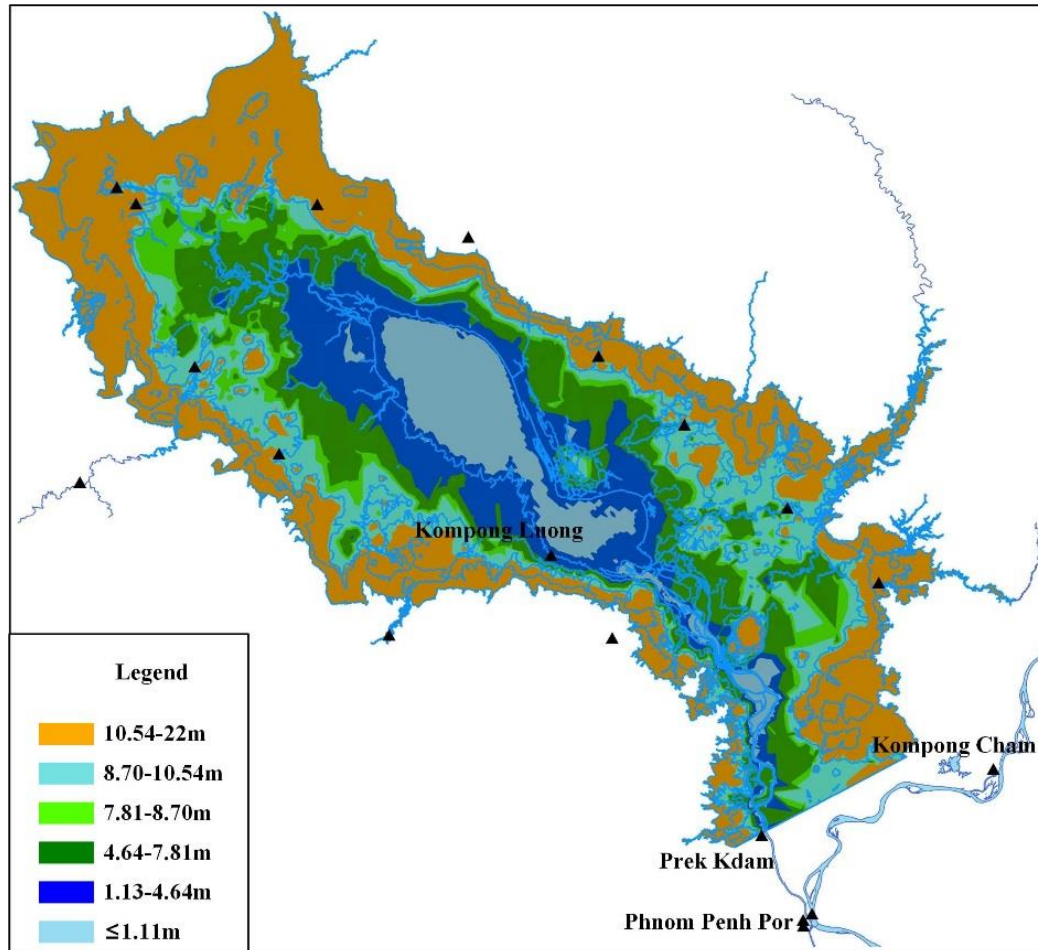 Kompong Luong
Legend
10.54-22m
8.70-10.54m
7.81-8.70m
4.64-7.81m
1.13-4.64m
≤1.11m
Kompong Cham
Prek Kdam
Phnom Penh Por